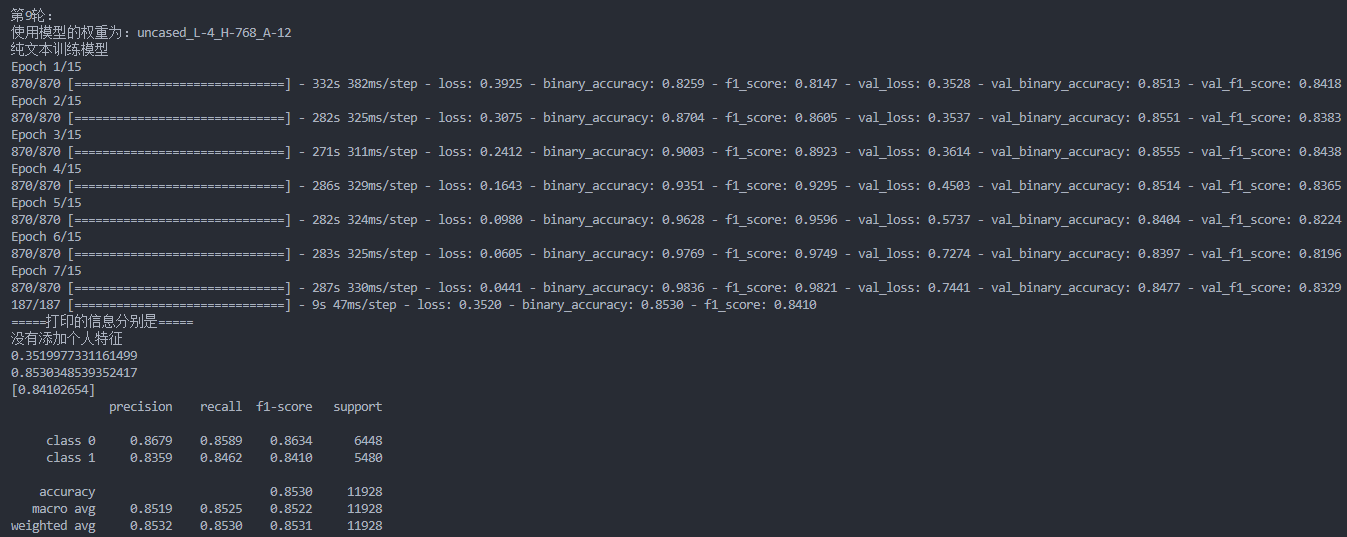 第9轮:
使用模型的权重为: uncased_L-4_H-768_A-12
纯文本训练模型
Epoch 1/15
870/870 [==============================] - 332s 382ms/step - loss: 0.3925 - binary_accuracy: 0.8259 - f1_score: 0.8147 - val_loss: 0.3528 - val_binary_accuracy: 0.8513 - val_f1_score: 0.8418
Epoch 2/15
870/870 [==============================] - 282s 325ms/step - loss: 0.3075 - binary_accuracy: 0.8704 - f1_score: 0.8605 - val_loss: 0.3537 - val_binary_accuracy: 0.8551 - val_f1_score: 0.8383
Epoch 3/15
870/870 [==============================] - 271s 311ms/step - loss: 0.2412 - binary_accuracy: 0.9003 - f1_score: 0.8923 - val_loss: 0.3614 - val_binary_accuracy: 0.8555 - val_f1_score: 0.8438
Epoch 4/15
870/870 [==============================] - 286s 329ms/step - loss: 0.1643 - binary_accuracy: 0.9351 - f1_score: 0.9295 - val_loss: 0.4503 - val_binary_accuracy: 0.8514 - val_f1_score: 0.8365
Epoch 5/15
870/870 [==============================] - 282s 324ms/step - loss: 0.0980 - binary_accuracy: 0.9628 - f1_score: 0.9596 - val_loss: 0.5737 - val_binary_accuracy: 0.8404 - val_f1_score: 0.8224
Epoch 6/15
870/870 [==============================] - 283s 325ms/step - loss: 0.0605 - binary_accuracy: 0.9769 - f1_score: 0.9749 - val_loss: 0.7274 - val_binary_accuracy: 0.8397 - val_f1_score: 0.8196
Epoch 7/15
870/870 [==============================] - 287s 330ms/step - loss: 0.0441 - binary_accuracy: 0.9836 - f1_score: 0.9821 - val_loss: 0.7441 - val_binary_accuracy: 0.8477 - val_f1_score: 0.8329
187/187 [==============================] - 9s 47ms/step - loss: 0.3520 - binary_accuracy: 0.8530 - f1_score: 0.8410
=====打印的信息分别是=====
没有添加个人特征
0.3519977331161499
0.8530348539352417
[0.84102654]
precision recall f1-score support
class 0 0.8679 0.8589 0.8634 6448
class 1 0.8359 0.8462 0.8410 5480
accuracy 0.8530 11928
macro avg 0.8519 0.8525 0.8522 11928
weighted avg 0.8532 0.8530 0.8531 11928